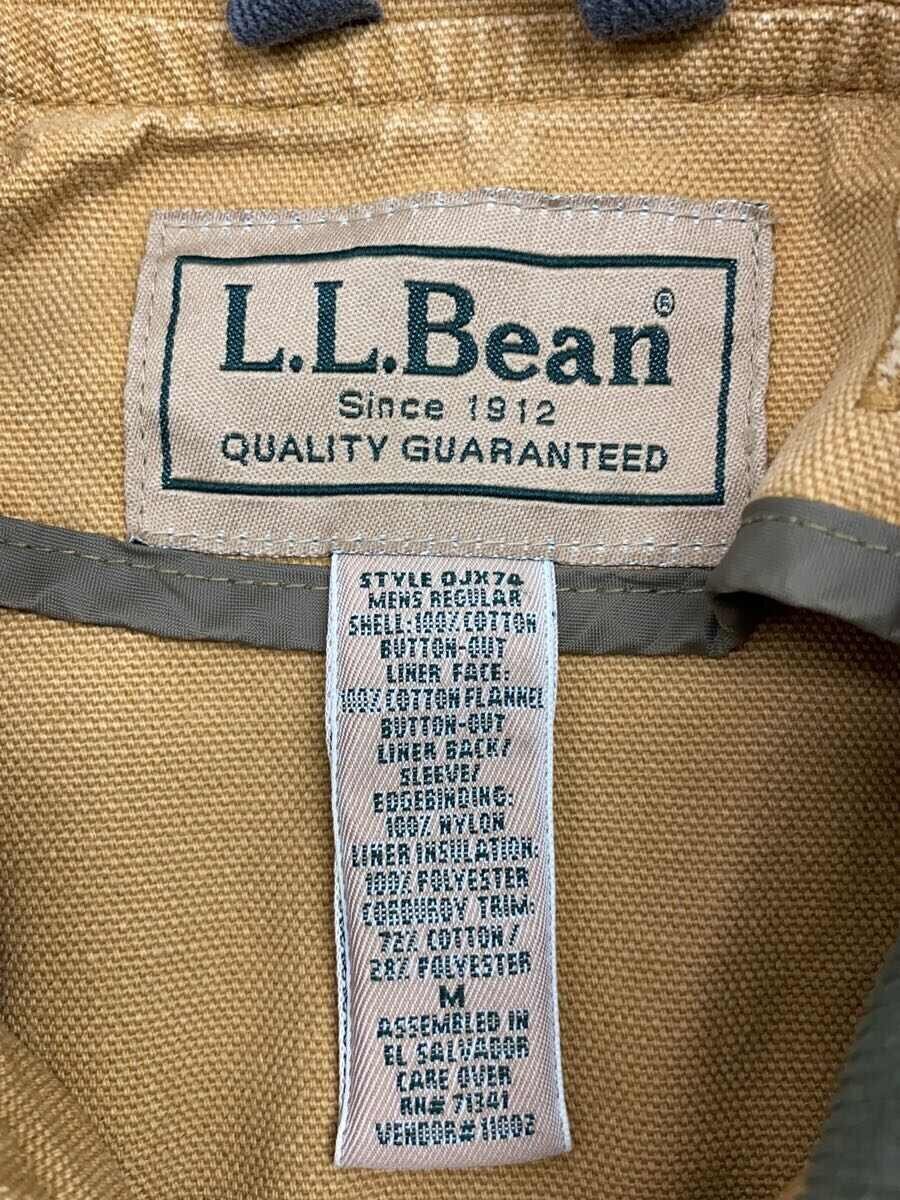 L.L.Bean®
Since 1912
QUALITY GUARANTEED
STYLE 0JX74
MENS REGULAR
SHELL:100% COTTON
BUTTON-OUT
LINER FACE:
100% COTTON FLANNEL
BUTTON-OUT
LINER BACK/
SLEEVE/
EDGEBINDING:
100% NYLON
LINER INSULATION:
100% POLYESTER
CORDUROY TRIM:
72% COTTON/
28% POLYESTER
M
ASSEMBLED IN
EL SALVADOR
CARE OVER
RN# 71341
VENDOR# 11002